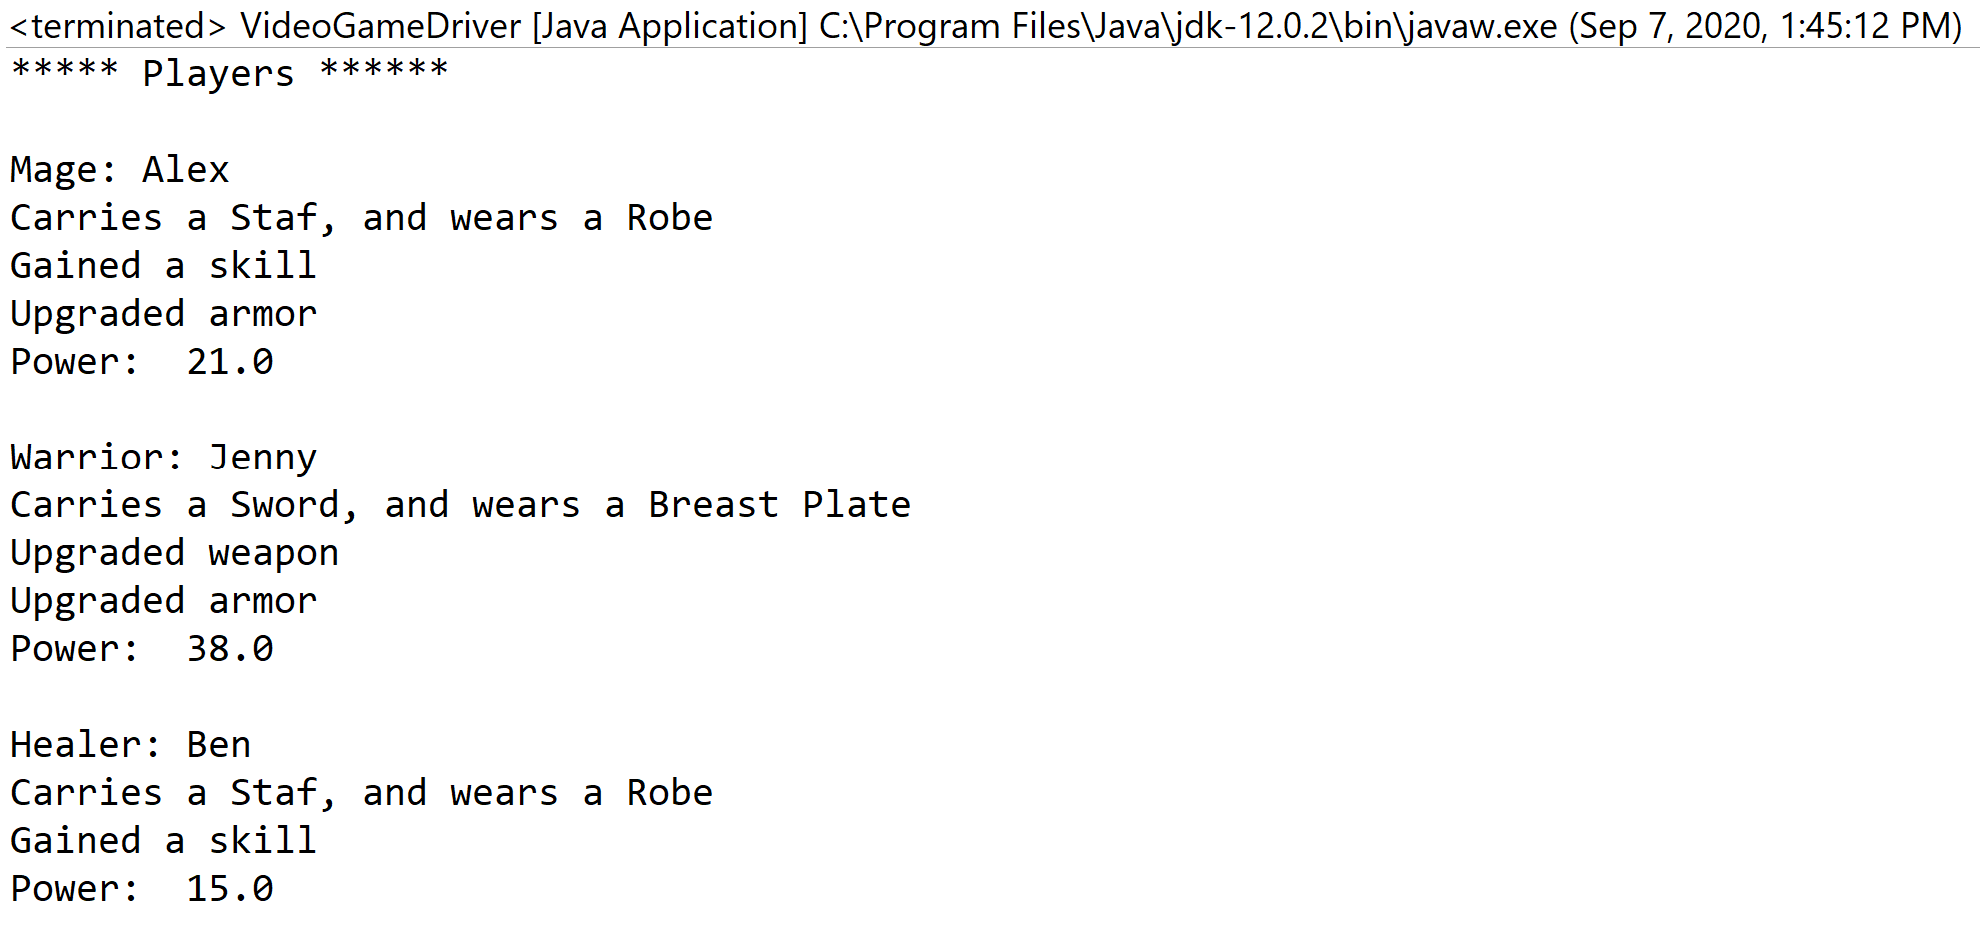 <terminated> VideoGameDriver [Java Application] C:\Program Files\Java\jdk-12.0.2\bin\javaw.exe (Sep 7, 2020, 1:45:12 PM)
***** Players ******
Mage: Alex
Carries a Staf, and wears a Robe
Gained a skill
Upgraded armor
Power:  21.0
Warrior: Jenny
Carries a Sword, and wears a Breast Plate
Upgraded weapon
Upgraded armor
Power:  38.0
Healer: Ben
Carries a Staf, and wears a Robe
Gained a skill
Power:  15.0